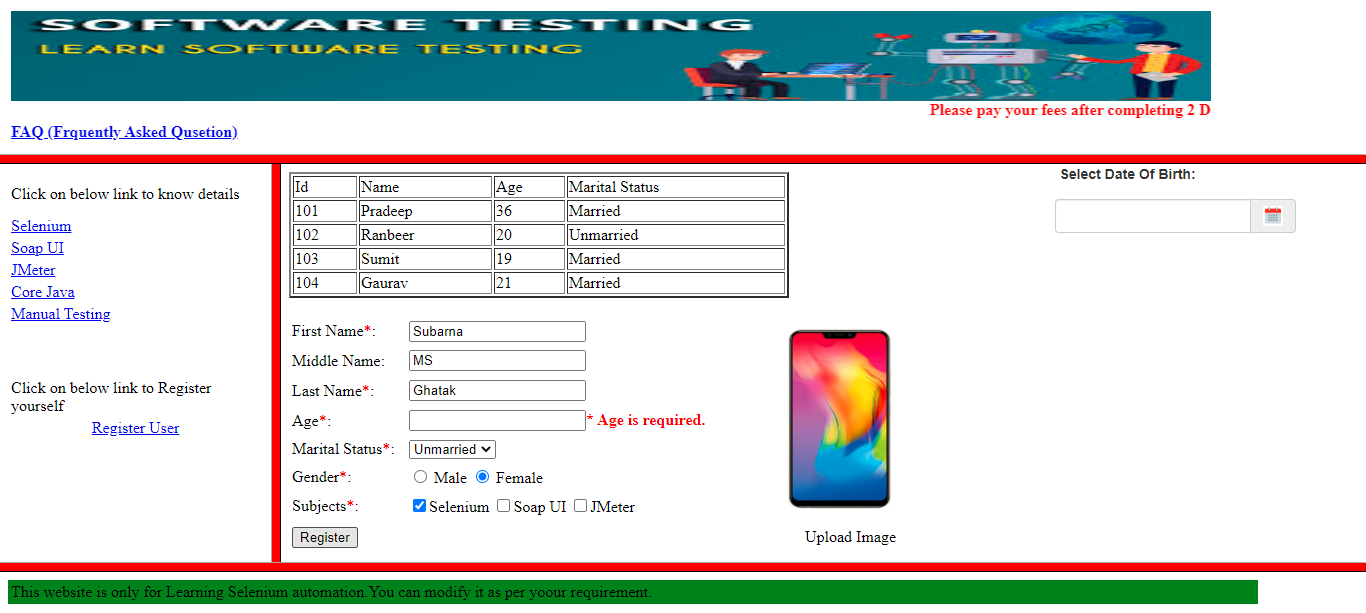 SOFTWARE TESTING
LEARN SOFTWARE TESTING
Please pay your fees after completing 2 D
FAQ (Frquently Asked Qusetion)
Click on below link to know details
Selenium
Soap UI
JMeter
Core Java
Manual Testing
Click on below link to Register
yourself
Register User
Id Name Age Marital Status
101 Pradeep 36 Married
102 Ranbeer 20 Unmarried
103 Sumit 19 Married
104 Gaurav 21 Married
Select Date Of Birth:
First Name*: Subarna
Middle Name: MS
Last Name*: Ghatak
Age*: * Age is required.
Marital Status*: Unmarried
Gender*: Male Female
Subjects*: Selenium Soap UI JMeter
Register
Upload Image
This website is only for Learning Selenium automation.You can modify it as per yoour requirement.